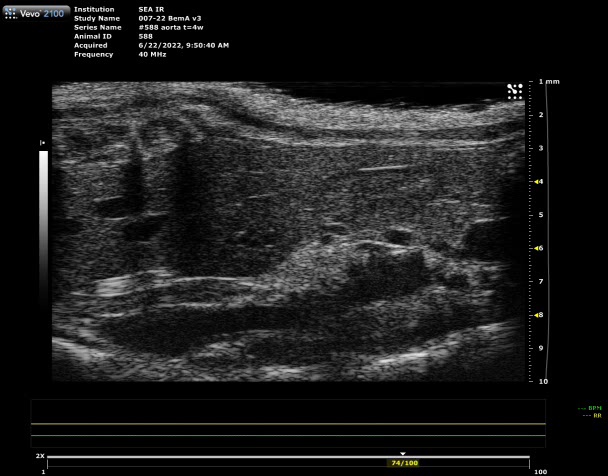 Vevo 2100
Institution SEA IR
Study Name 007-22 BemA v3
Series Name #588 aorta t=4w
Animal ID 588
Acquired 6/22/2022, 9:50:40 AM
Frequency 40 MHz
1 mm
2
3
4
5
6
7
8
9
10
--- BPM
--- RR
2X
74/100
1
100